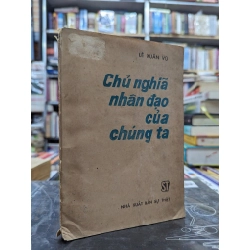 LÊ XUÂN VŨ
Chủ nghĩa
nhân đạo
của
chúng ta
ST
NHÀ XUẤT BẢN SỰ THẬT